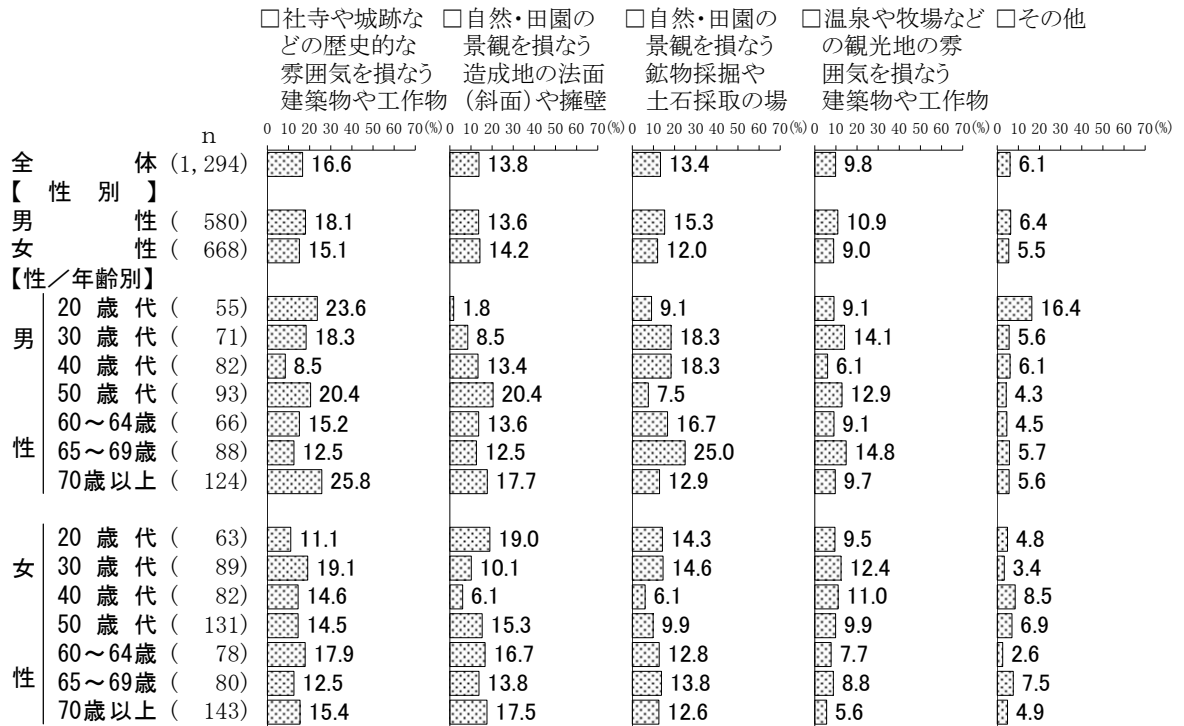 □社寺や城跡な
どの歴史的な
雰囲気を損なう
建築物や工作物
□自然・田園の
景観を損なう
造成地の法面
(斜面)や擁壁
□自然・田園の
景観を損なう
鉱物採掘や
土石採取の場
□温泉や牧場など
の観光地の雰
囲気を損なう
建築物や工作物
□その他
n
0 10 20 30 40 50 60 70(%) 0 10 20 30 40 50 60 70(%) 0 10 20 30 40 50 60 70(%) 0 10 20 30 40 50 60 70(%) 0 10 20 30 40 50 60 70(%)
全体 (1,294) 16.6 13.8 13.4 9.8 6.1
【性別】
男性 ( 580) 18.1 13.6 15.3 10.9 6.4
女性 ( 668) 15.1 14.2 12.0 9.0 5.5
【性/年齢別】
男性
20歳代 ( 55) 23.6 1.8 9.1 9.1 16.4
30歳代 ( 71) 18.3 8.5 18.3 14.1 5.6
40歳代 ( 82) 8.5 13.4 18.3 6.1 6.1
50歳代 ( 93) 20.4 20.4 7.5 12.9 4.3
60～64歳 ( 66) 15.2 13.6 16.7 9.1 4.5
65～69歳 ( 88) 12.5 12.5 25.0 14.8 5.7
70歳以上 ( 124) 25.8 17.7 12.9 9.7 5.6
女性
20歳代 ( 63) 11.1 19.0 14.3 9.5 4.8
30歳代 ( 89) 19.1 10.1 14.6 12.4 3.4
40歳代 ( 82) 14.6 6.1 6.1 11.0 8.5
50歳代 ( 131) 14.5 15.3 9.9 9.9 6.9
60～64歳 ( 78) 17.9 16.7 12.8 7.7 2.6
65～69歳 ( 80) 12.5 13.8 13.8 8.8 7.5
70歳以上 ( 143) 15.4 17.5 12.6 5.6 4.9